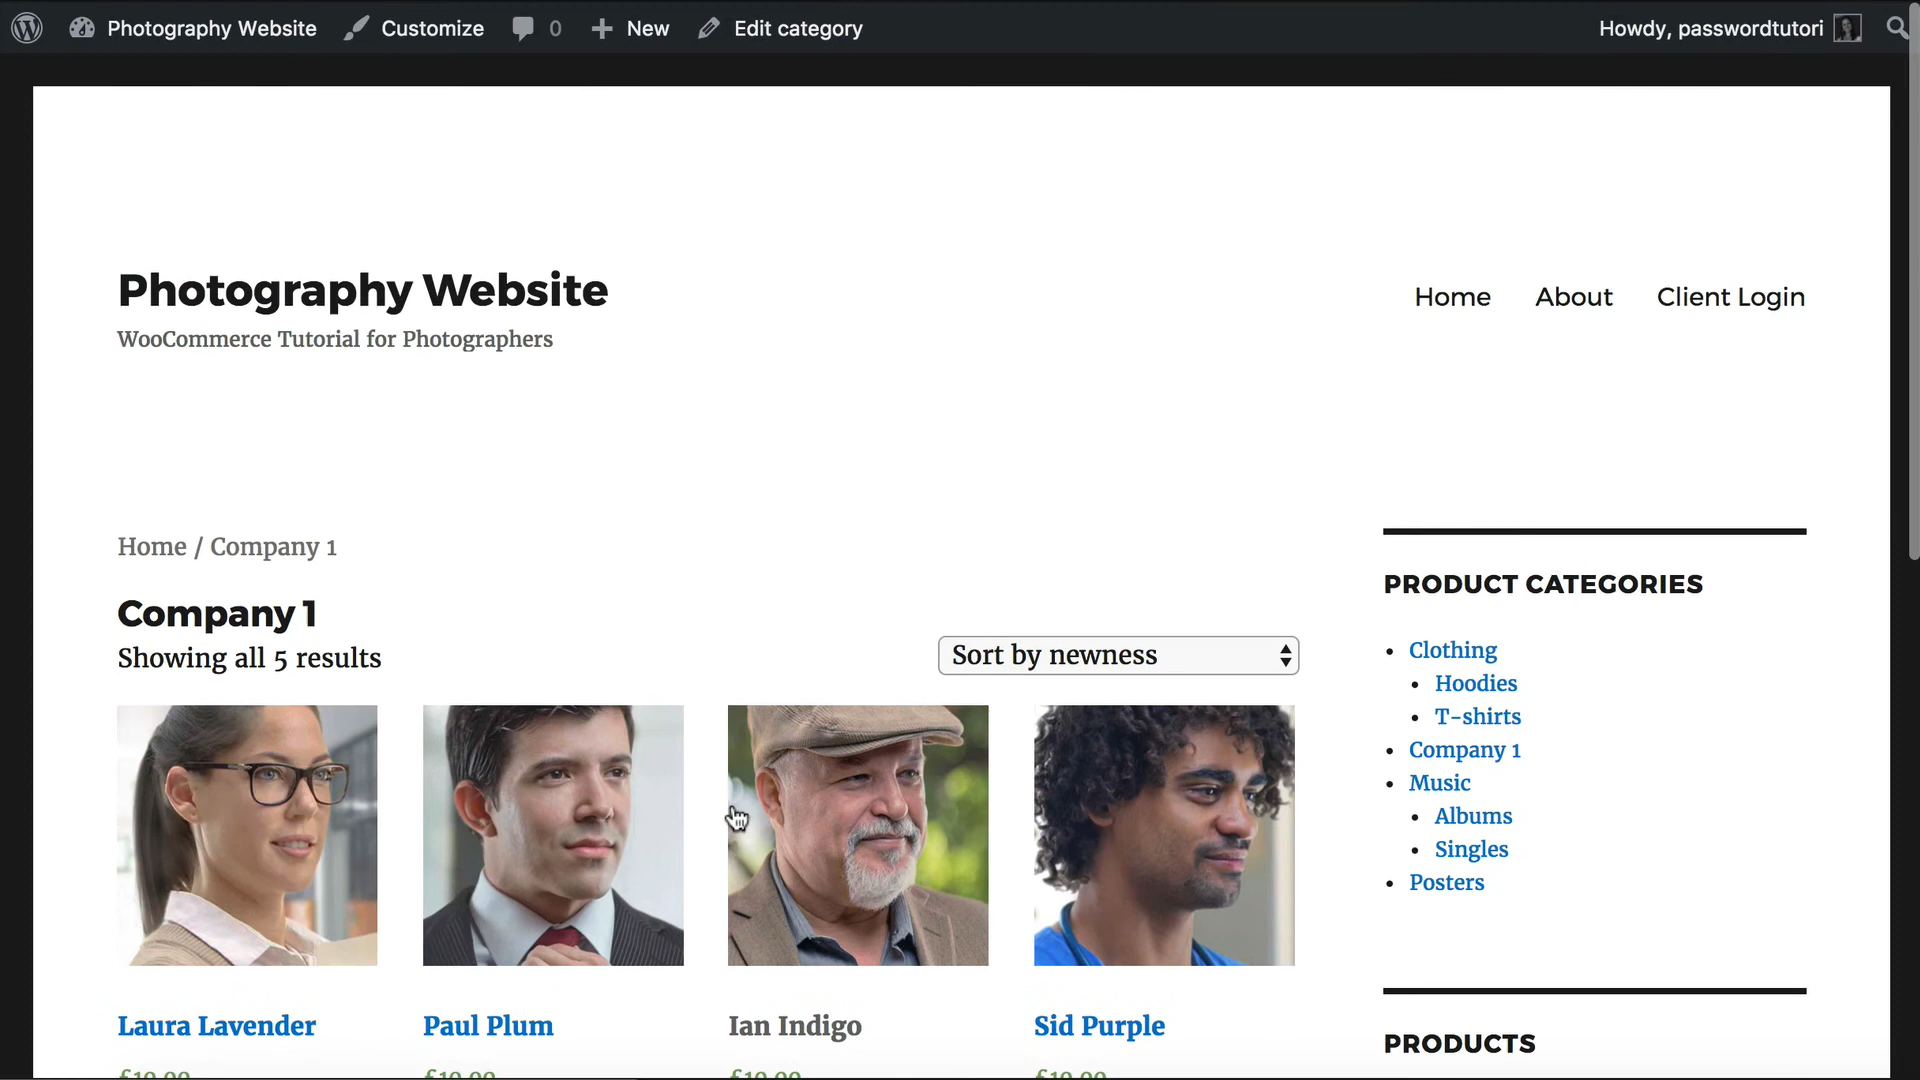 Photography Website Customize 0 New Edit category Howdy, passwordtutori
Photography Website
WooCommerce Tutorial for Photographers
Home About Client Login
Home / Company 1
Company 1
Showing all 5 results
Sort by newness
Laura Lavender Paul Plum Ian Indigo Sid Purple
PRODUCT CATEGORIES
Clothing
Hoodies
T-shirts
Company 1
Music
Albums
Singles
Posters
PRODUCTS